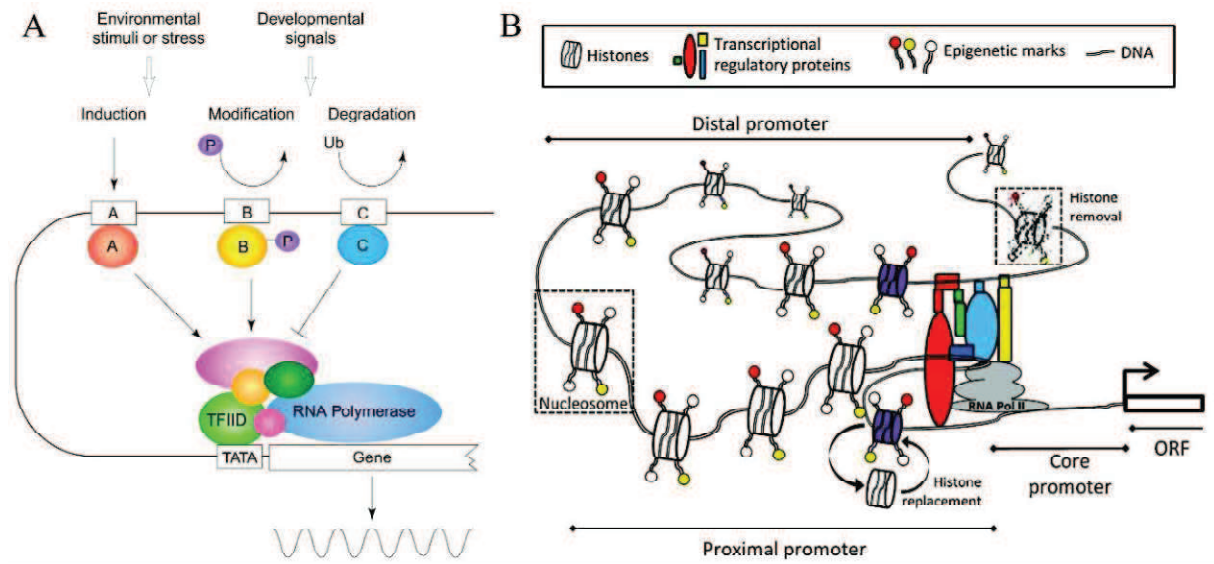 A
Environmental
stimuli or stress
Developmental
signals
Induction
Modification
Degradation
P
Ub
A
B
C
A
B
P
C
TFIID
RNA Polymerase
TATA
Gene
B
Histones
Transcriptional
regulatory proteins
Epigenetic marks
DNA
Distal promoter
Histone
removal
Nucleosome
RNA Pol II
Histone
replacement
Core
promoter
ORF
Proximal promoter